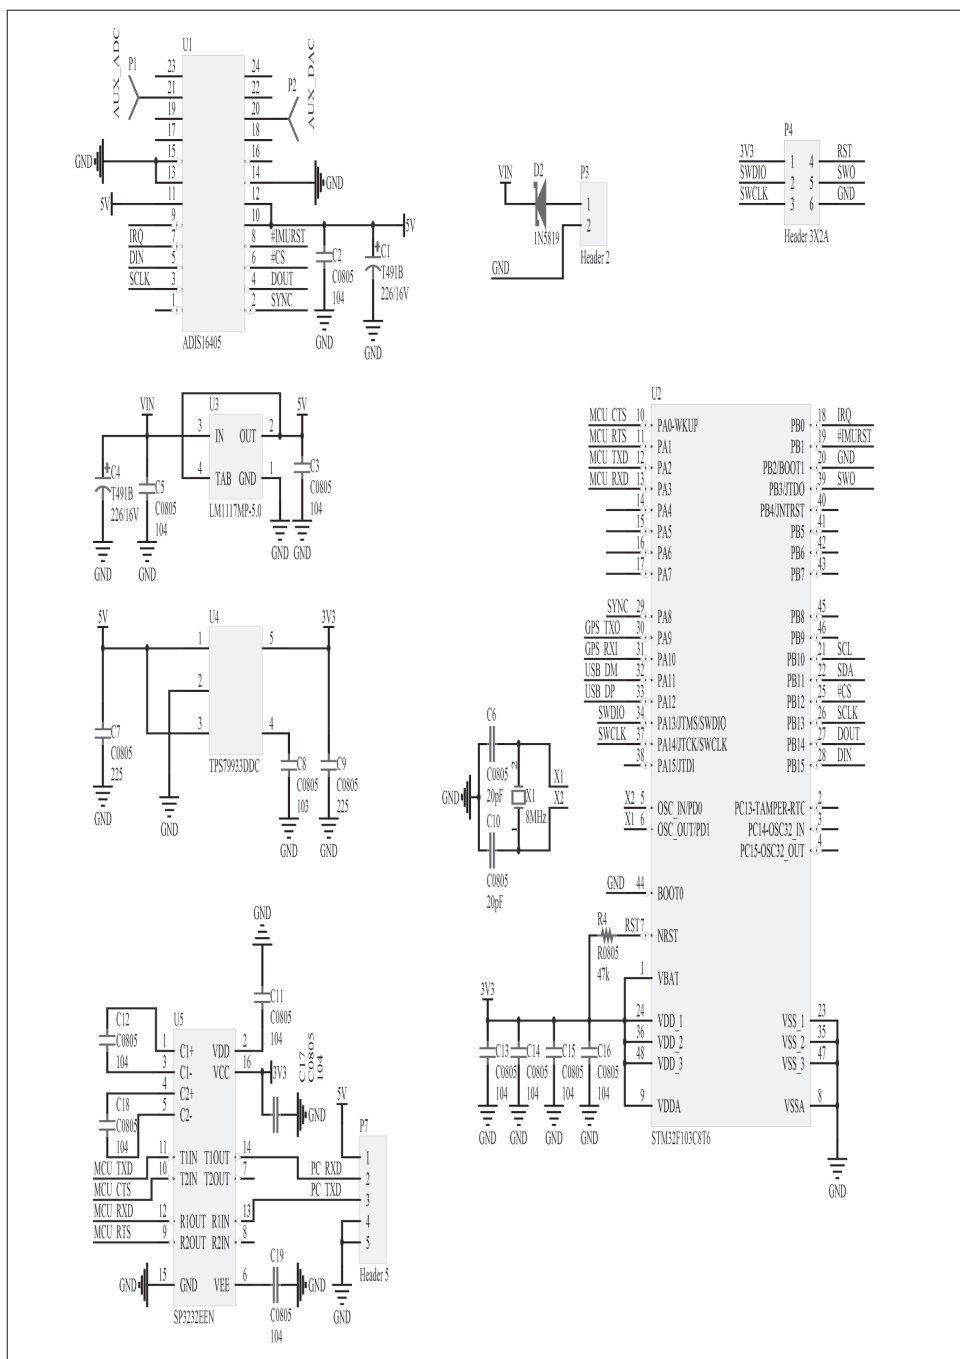 U1
AUX_ADC
P1
P2
AUX_DAC
23 24
21 22
19 20
17 18
15 16
13 14
11 12
9 10
7 8
5 6
3 4
1 2
GND
GND
5V
5V
IRQ
DIN
SCLK
#IMURST
#CS
DOUT
SYNC
C2
C0805
104
C1
T491B
226/16V
GND
GND
ADIS16405
VIN
D2
1N5819
P3
1
2
Header 2
GND
P4
3V3 1 4 RST
SWDIO 2 5 SWO
SWCLK 3 6 GND
Header 3X2A
VIN
U3
5V
3 IN OUT 2
4 TAB GND 1
LM1117MP-5.0
C4
T491B
226/16V
C5
C0805
104
C3
C0805
104
GND
GND
GND
GND
5V
U4
3V3
1
2
3
5
4
TPS79933DDC
C7
C0805
225
C8
C0805
103
C9
C0805
225
GND
GND
GND
GND
GND
C11
C0805
104
C12
C0805
104
U5
1 C1+ VDD 2
3 C1- VCC 16
4 C2+
5 C2-
C18
C0805
104
3V3
C17
C0805
104
GND
MCU TXD 11 T1IN T1OUT 14
MCU CTS 10 T2IN T2OUT 7
MCU RXD 12 R1OUT R1IN 13
MCU RTS 9 R2OUT R2IN 8
GND 15 GND VEE 6
SP3232EEN
C19
C0805
104
GND
5V
P7
1
PC RXD 2
PC TXD 3
4
5
Header 5
GND
C6
C0805
20pF
GND
2
X1
8MHz
1
C10
C0805
20pF
X1
X2
U2
MCU CTS 10 PA0-WKUP PB0 18 IRQ
MCU RTS 11 PA1 PB1 19 #IMURST
MCU TXD 12 PA2 PB2/BOOT1 20 GND
MCU RXD 13 PA3 PB3/JTDO 39 SWO
14 PA4 PB4/JNTRST 40
15 PA5 PB5 41
16 PA6 PB6 42
17 PA7 PB7 43
SYNC 29 PA8 PB8 45
GPS TXO 30 PA9 PB9 46
GPS RXI 31 PA10 PB10 21 SCL
USB DM 32 PA11 PB11 22 SDA
USB DP 33 PA12 PB12 25 #CS
SWDIO 34 PA13/JTMS/SWDIO PB13 26 SCLK
SWCLK 37 PA14/JTCK/SWCLK PB14 27 DOUT
38 PA15/JTDI PB15 28 DIN
X2 5 OSC_IN/PD0 PC13-TAMPER-RTC 2
X1 6 OSC_OUT/PD1 PC14-OSC32_IN 3
PC15-OSC32_OUT 4
GND 44 BOOT0
R4
R0805
47k
RST 7 NRST
1 VBAT
3V3
24 VDD_1 VSS_1 23
36 VDD_2 VSS_2 35
48 VDD_3 VSS_3 47
9 VDDA VSSA 8
C13
C0805
104
C14
C0805
104
C15
C0805
104
C16
C0805
104
GND
GND
GND
GND
STM32F103C8T6
GND